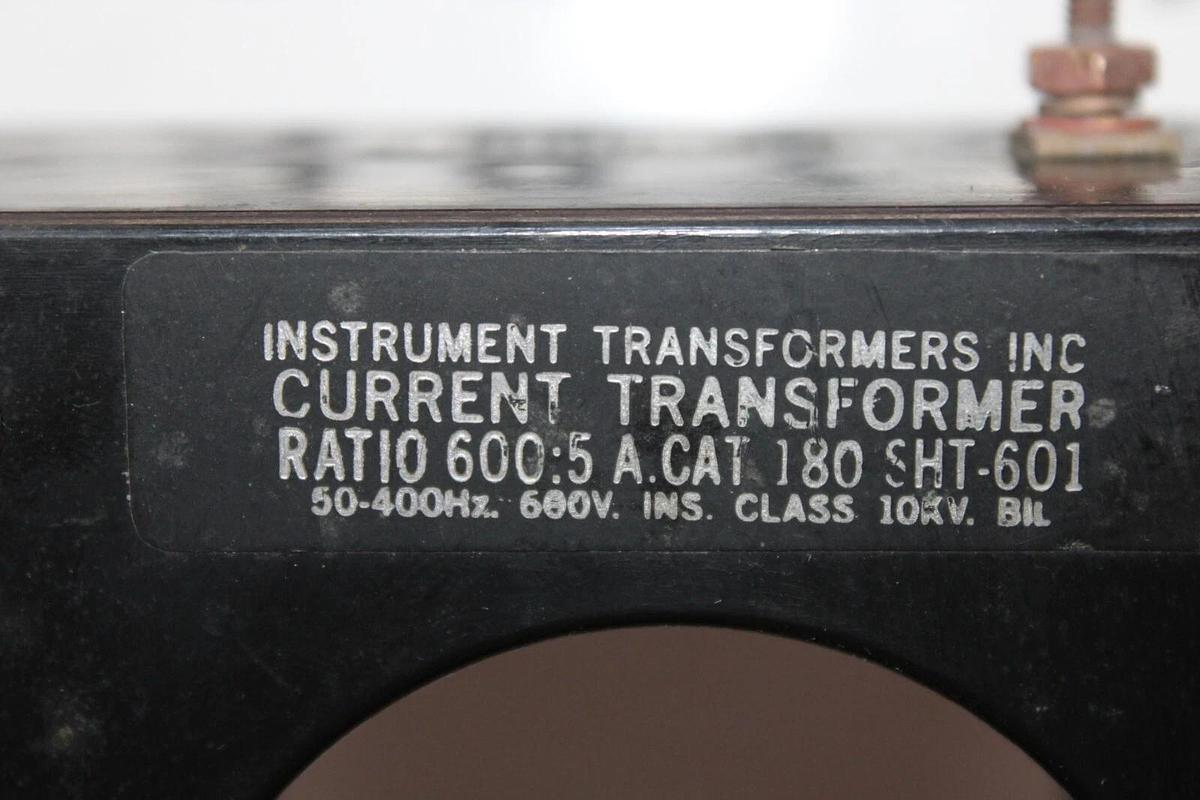 INSTRUMENT TRANSFORMERS INC
CURRENT TRANSFORMER
RATIO 600:5 A.CAT 180 SHT-601
50-400Hz. 600V. INS. CLASS 10KV. BIL